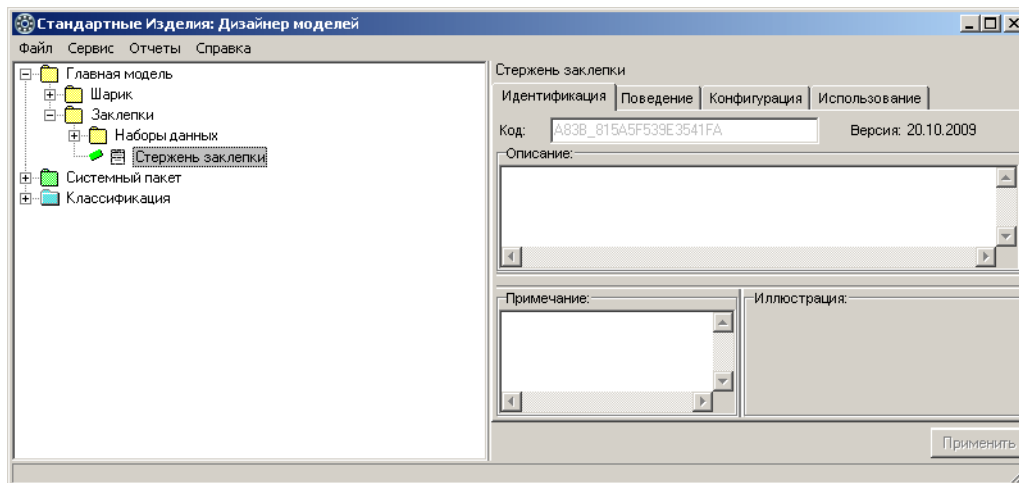 Стандартные Изделия: Дизайнер моделей
Файл Сервис Отчеты Справка
Главная модель
Шарик
Заклепки
Наборы данных
Стержень заклепки
Системный пакет
Классификация
Стержень заклепки
Идентификация Поведение Конфигурация Использование
Код: A83B_815A5F539E3541FA Версия: 20.10.2009
Описание:
Примечание: Иллюстрация:
Применить